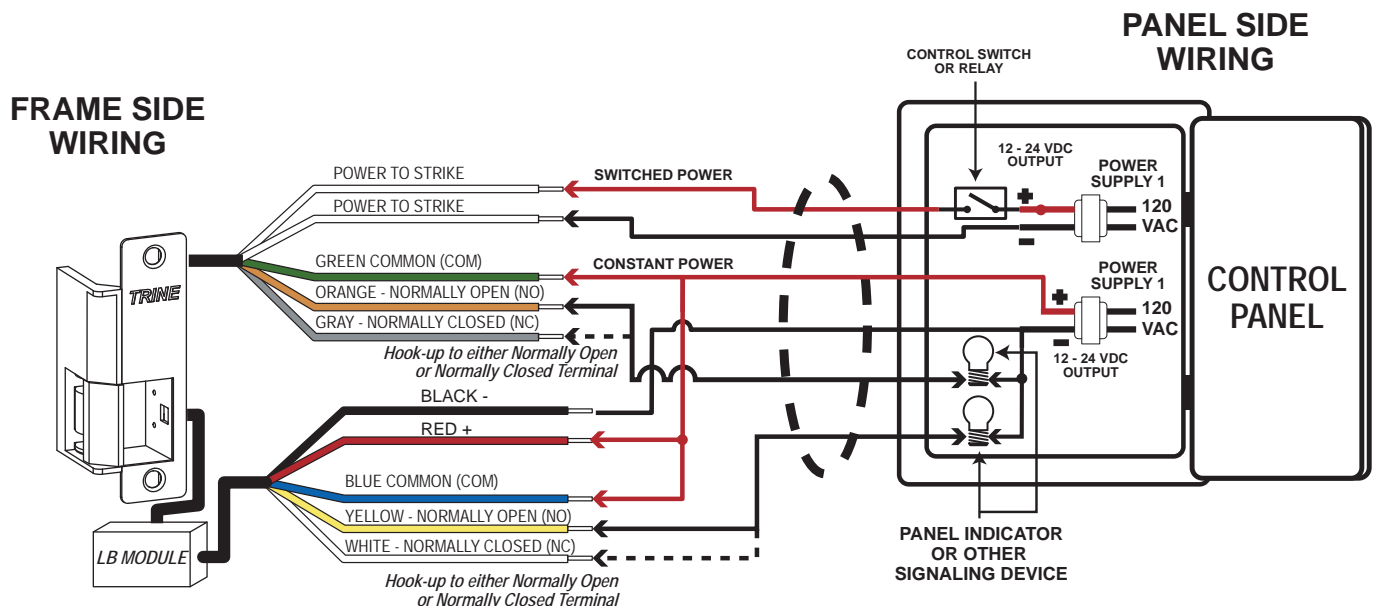 PANEL SIDE
WIRING
CONTROL SWITCH
OR RELAY
FRAME SIDE
WIRING
12 - 24 VDC
OUTPUT
POWER
SUPPLY 1
+
120
VAC
-
POWER TO STRIKE
SWITCHED POWER
POWER TO STRIKE
GREEN COMMON (COM)
CONSTANT POWER
ORANGE - NORMALLY OPEN (NO)
GRAY - NORMALLY CLOSED (NC)
Hook-up to either Normally Open
or Normally Closed Terminal
POWER
SUPPLY 1
+
120
VAC
-
12 - 24 VDC
OUTPUT
CONTROL
PANEL
TRINE
BLACK -
RED +
BLUE COMMON (COM)
YELLOW - NORMALLY OPEN (NO)
WHITE - NORMALLY CLOSED (NC)
Hook-up to either Normally Open
or Normally Closed Terminal
LB MODULE
PANEL INDICATOR
OR OTHER
SIGNALING DEVICE